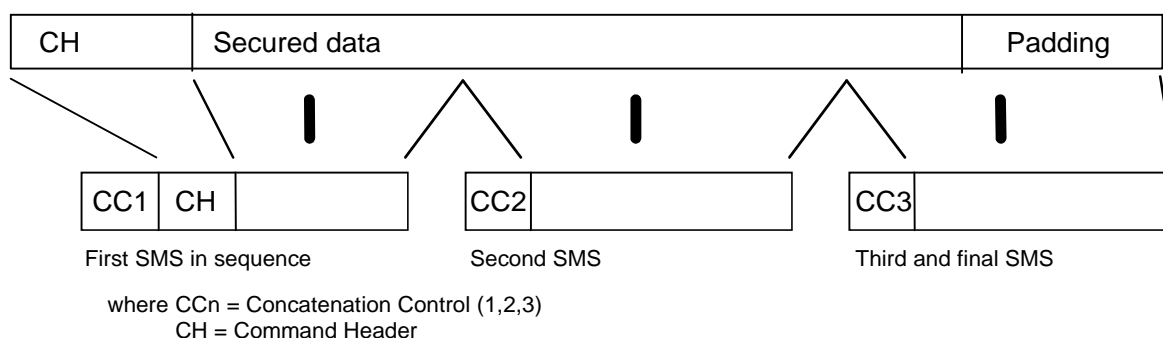 CH Secured data Padding
CC1 CH CC2 CC3
First SMS in sequence Second SMS Third and final SMS
where CCn = Concatenation Control (1,2,3)
CH = Command Header